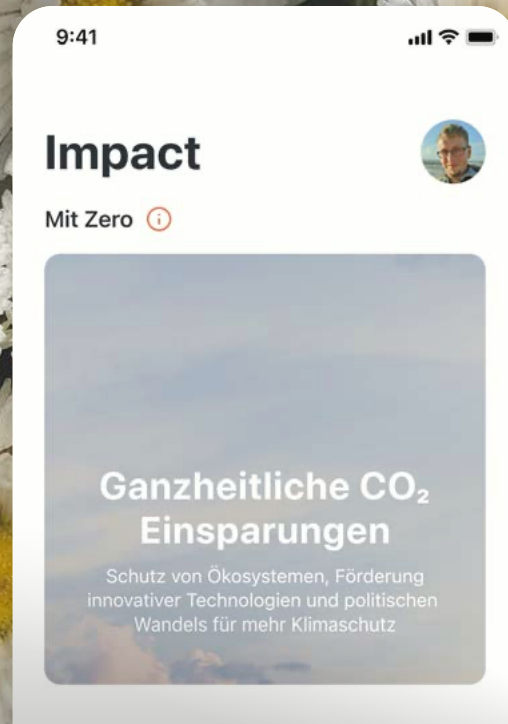 9:41
Impact
Mit Zero
Ganzheitliche CO₂
Einsparungen
Schutz von Ökosystemen, Förderung
innovativer Technologien und politischen
Wandels für mehr Klimaschutz